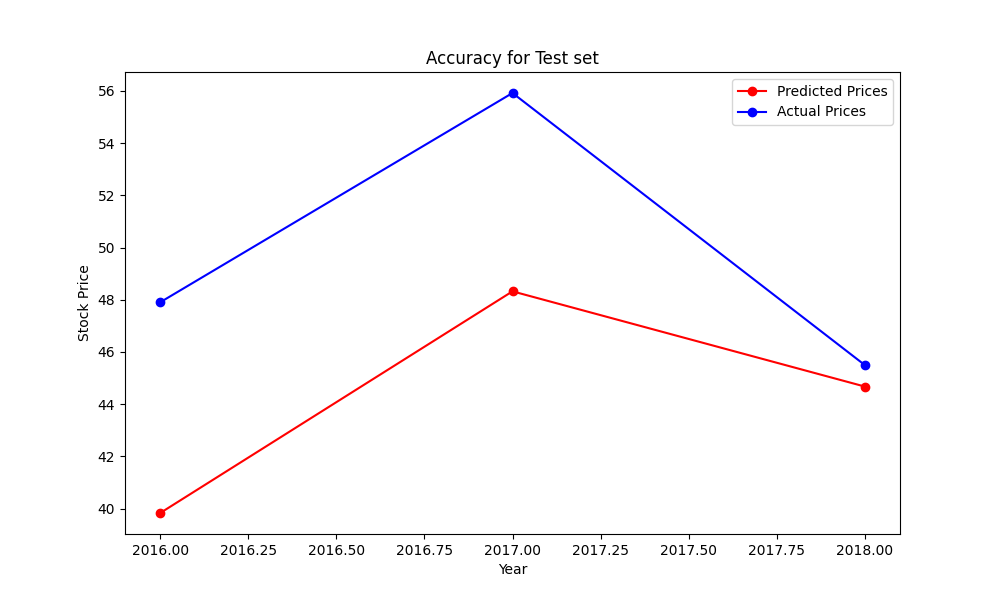 Accuracy for Test set
Predicted Prices
Actual Prices
56
54
52
50
48
46
44
42
40
Stock Price
2016.00 2016.25 2016.50 2016.75 2017.00 2017.25 2017.50 2017.75 2018.00
Year